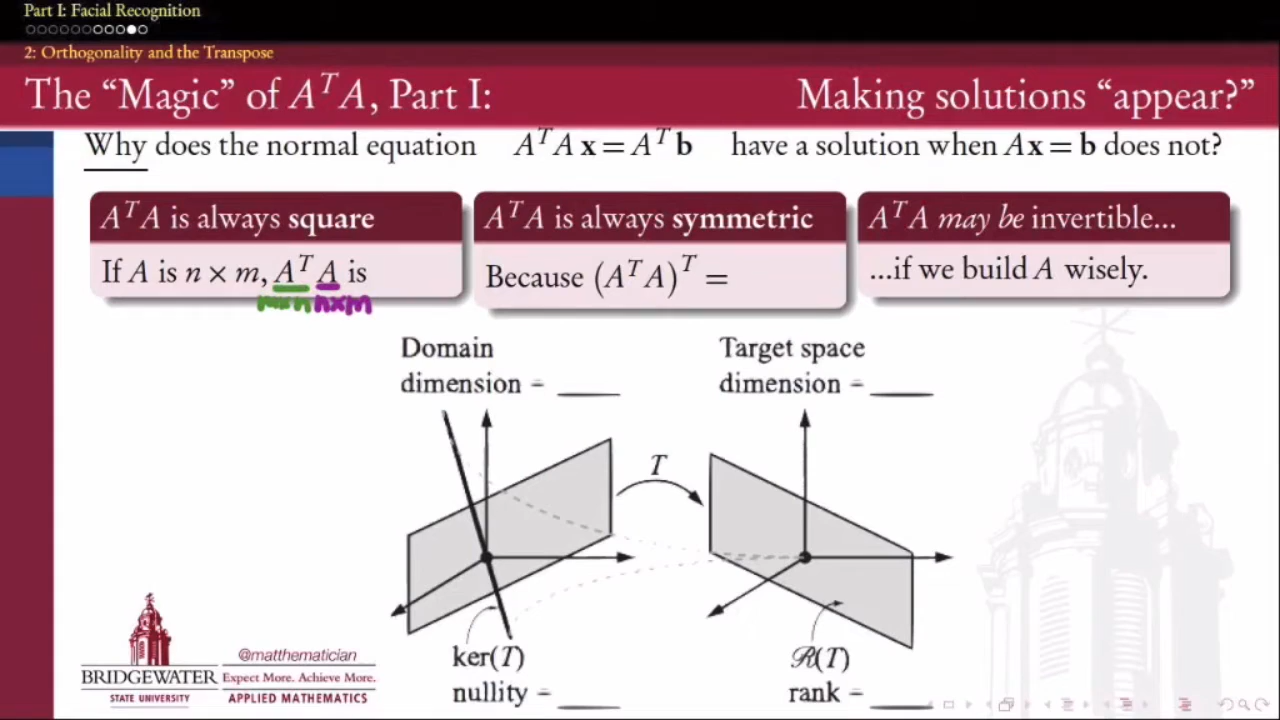 Part I: Facial Recognition
2: Orthogonality and the Transpose
The “Magic” of AᵀA, Part I: Making solutions “appear?”
Why does the normal equation AᵀA x = Aᵀ b have a solution when Ax = b does not?
AᵀA is always square
If A is n × m, Aᵀ A is
m×n n×m
AᵀA is always symmetric
Because (AᵀA)ᵀ =
AᵀA may be invertible...
...if we build A wisely.
Domain
dimension = ____
Target space
dimension = ____
T
ker(T)
nullity = ____
ℛ(T)
rank = ____
BRIDGEWATER
STATE UNIVERSITY
@matthematician
Expect More. Achieve More.
APPLIED MATHEMATICS